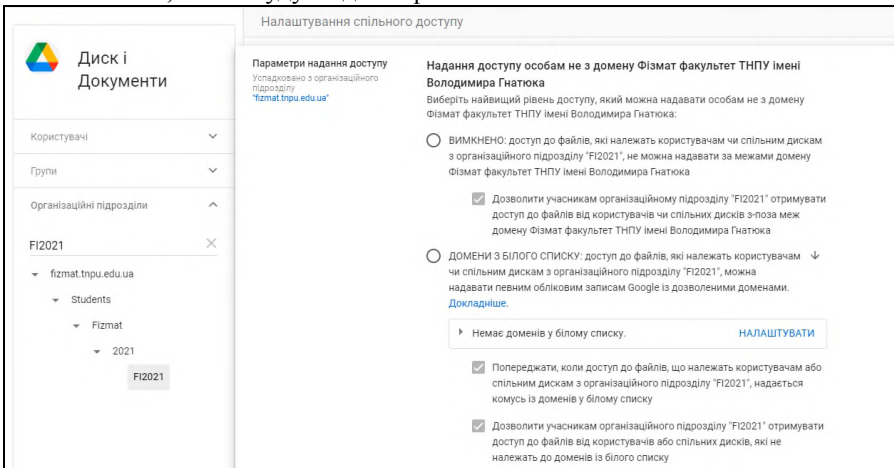 Налаштування спільного доступу
Диск і
Документи
Користувачі
Групи
Організаційні підрозділи
FI2021
fizmat.tnpu.edu.ua
Students
Fizmat
2021
FI2021
Параметри надання доступу
Успадковано з організаційного
підрозділу
"fizmat.tnpu.edu.ua"
Надання доступу особам не з домену Фізмат факультет ТНПУ імені
Володимира Гнатюка
Виберіть найвищий рівень доступу, який можна надавати особам не з домену
Фізмат факультет ТНПУ імені Володимира Гнатюка:
ВИМКНЕНО: доступ до файлів, які належать користувачам чи спільним дискам
з організаційного підрозділу "FI2021", не можна надавати за межами домену
Фізмат факультет ТНПУ імені Володимира Гнатюка
Дозволити учасникам організаційному підрозділу "FI2021" отримувати
доступ до файлів від користувачів чи спільних дисків з-поза меж
домену Фізмат факультет ТНПУ імені Володимира Гнатюка
ДОМЕНИ З БІЛОГО СПИСКУ: доступ до файлів, які належать користувачам
чи спільним дискам з організаційного підрозділу "FI2021", можна
надавати певним обліковим записам Google із дозволеними доменами.
Докладніше.
Немає доменів у білому списку. НАЛАШТУВАТИ
Попереджати, коли доступ до файлів, що належать користувачам або
спільним дискам з організаційного підрозділу "FI2021", надається
комусь із доменів у білому списку
Дозволити учасникам організаційного підрозділу "FI2021" отримувати
доступ до файлів від користувачів або спільних дисків, які не
належать до доменів із білого списку